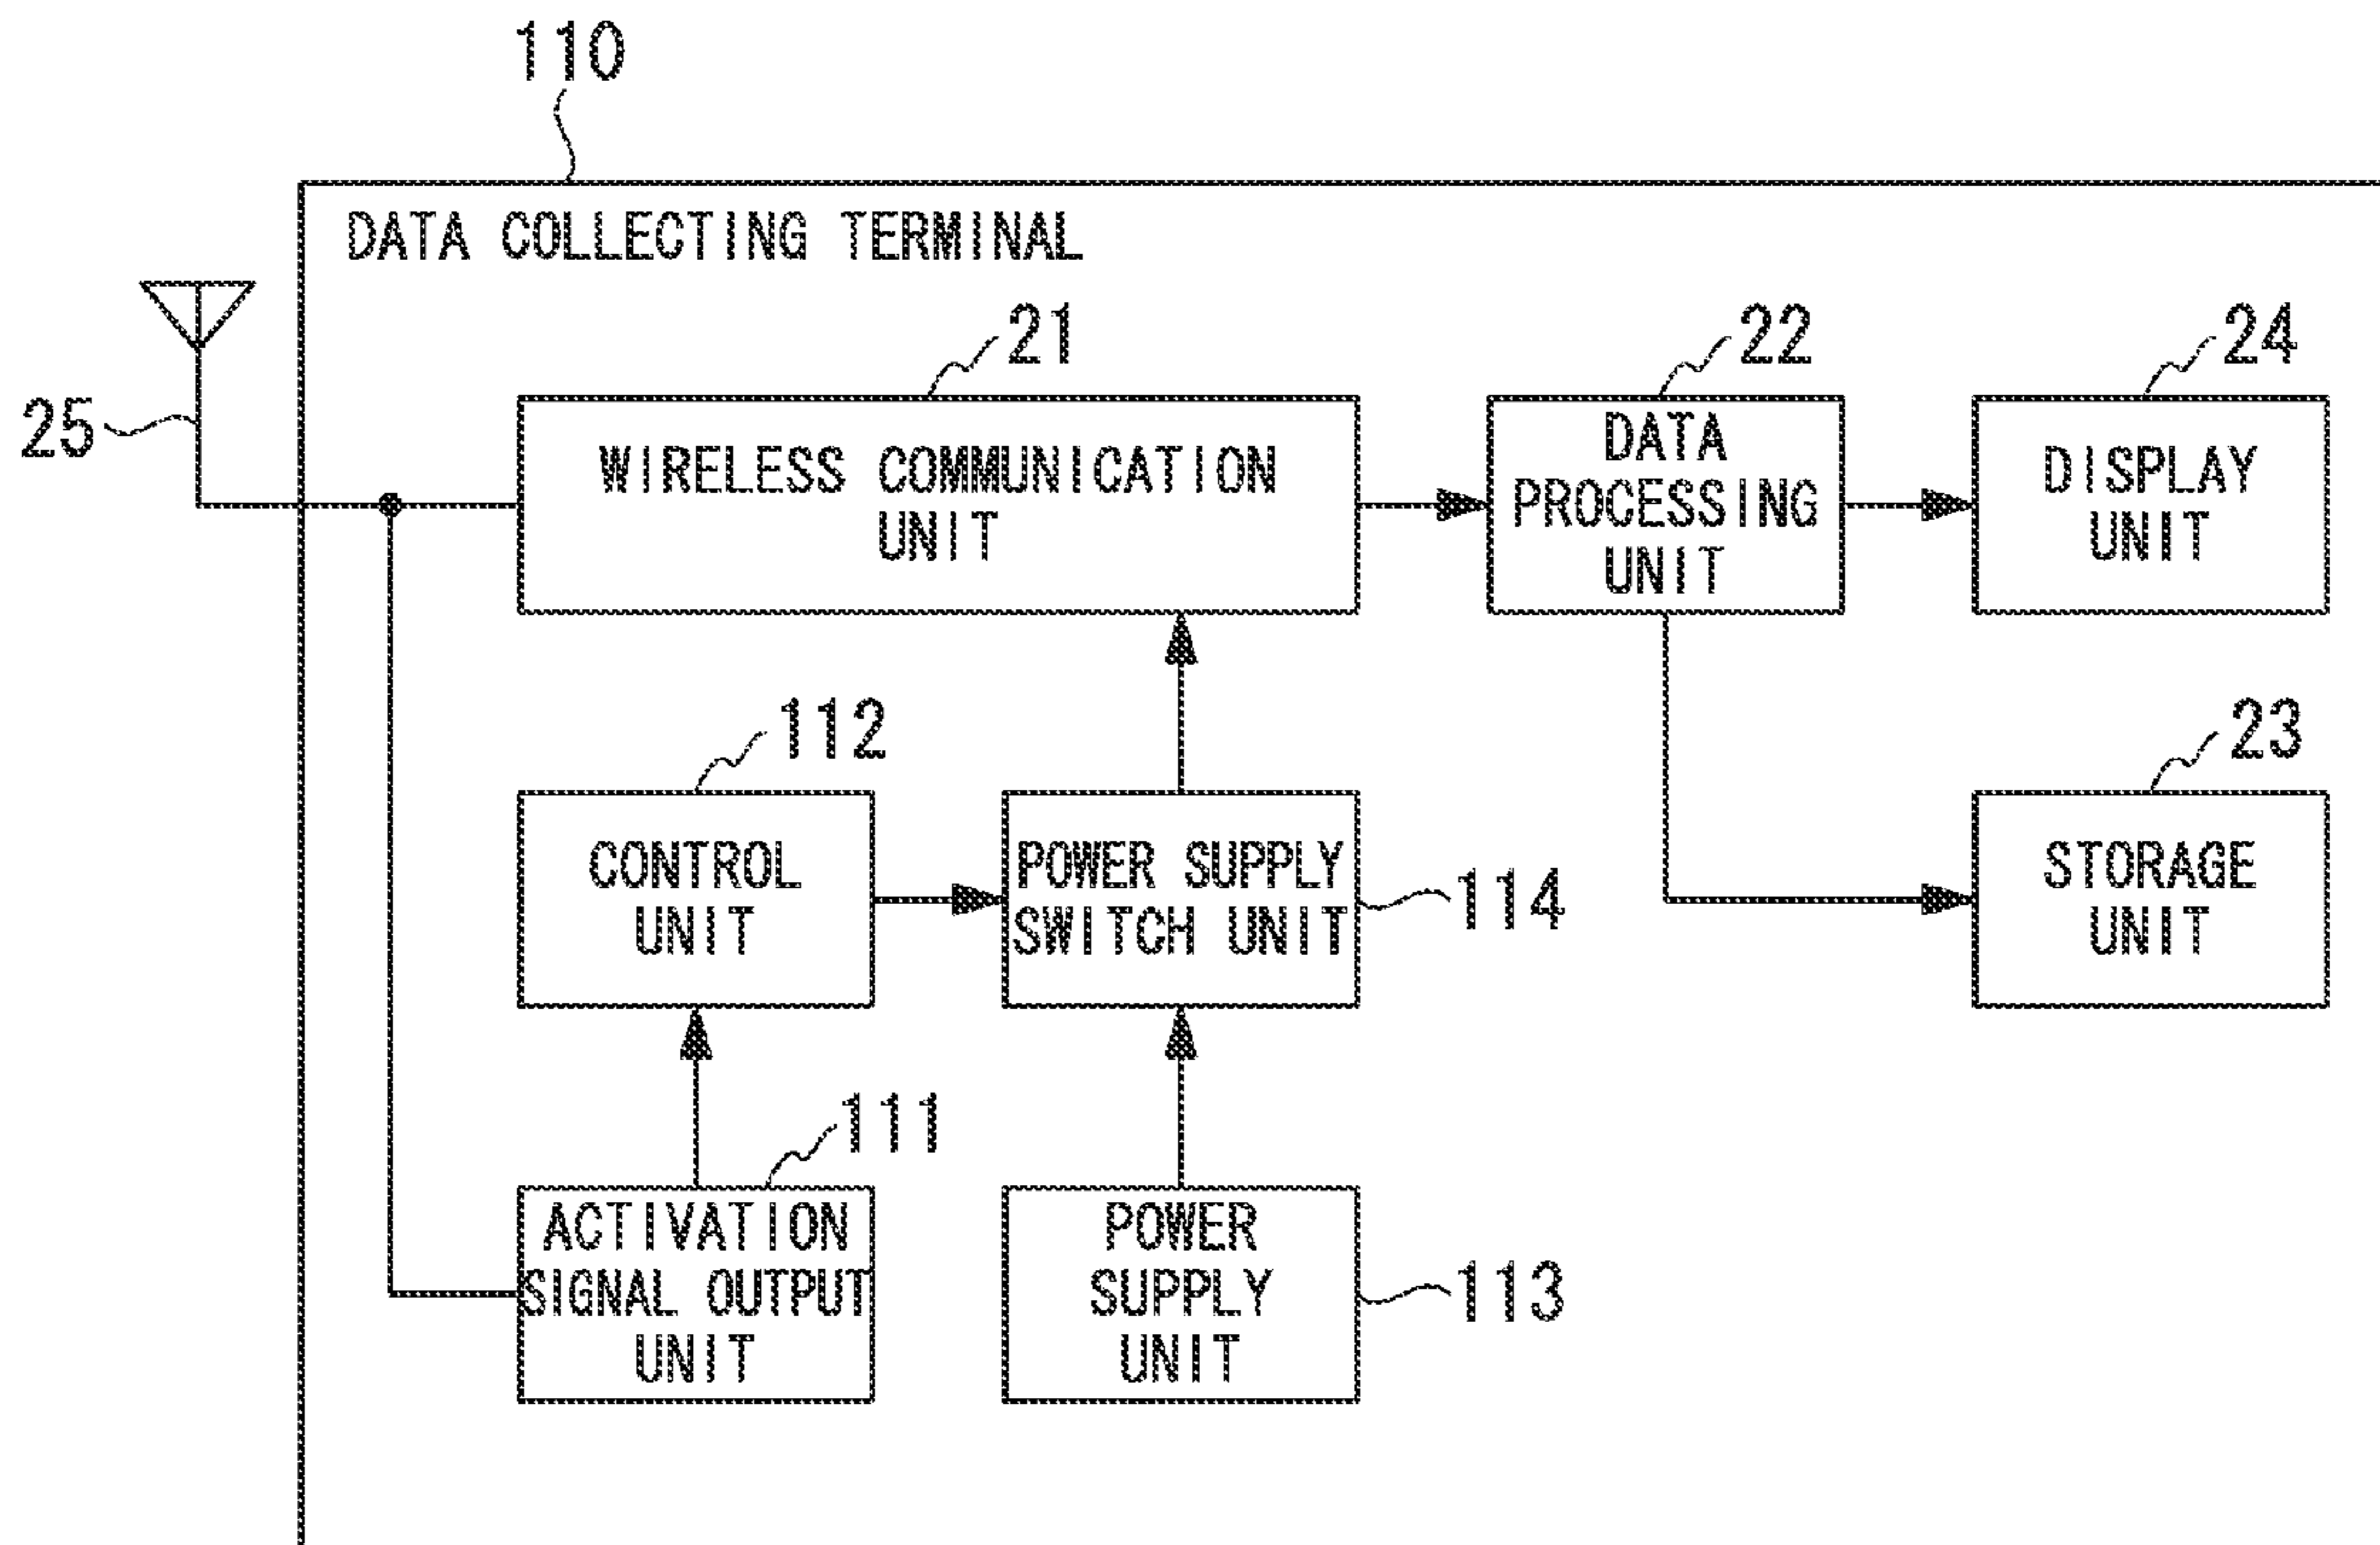 110
DATA COLLECTING TERMINAL
21
22
24
25
WIRELESS COMMUNICATION
UNIT
DATA
PROCESSING
UNIT
DISPLAY
UNIT
112
23
CONTROL
UNIT
POWER SUPPLY
SWITCH UNIT
114
STORAGE
UNIT
111
ACTIVATION
SIGNAL OUTPUT
UNIT
POWER
SUPPLY
UNIT
113